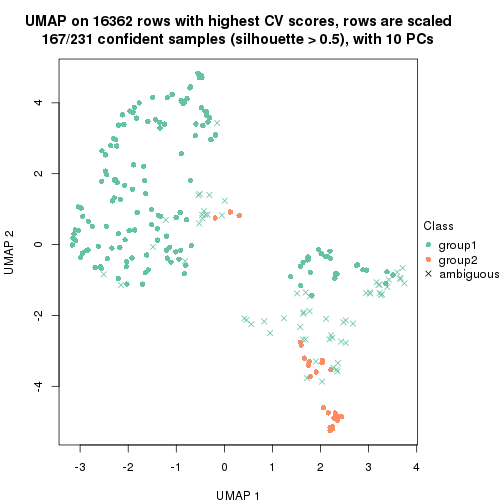 UMAP on 16362 rows with highest CV scores, rows are scaled
167/231 confident samples (silhouette > 0.5), with 10 PCs
4
2
0
-2
-4
UMAP 2
-3
-2
-1
0
1
2
3
4
UMAP 1
Class
group1
group2
ambiguous